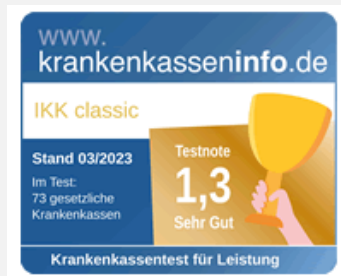 www.
krankenkasseninfo.de
IKK classic
Stand 03/2023
Im Test:
73 gesetzliche
Krankenkassen
Testnote
1,3
Sehr Gut
Krankenkassentest für Leistung